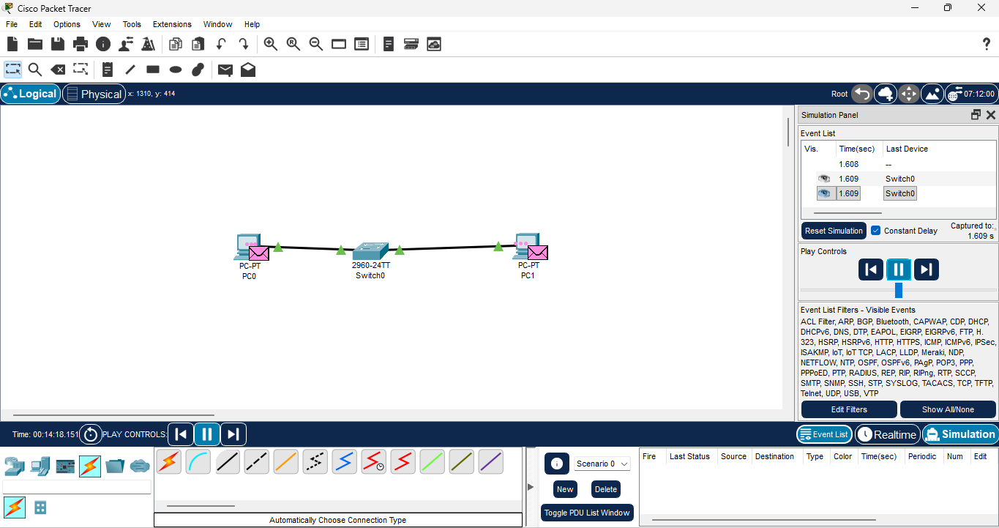 Cisco Packet Tracer
File Edit Options View Tools Extensions Window Help
?
Logical Physical x: 1310, y: 414 Root 07:12:00
Simulation Panel
Event List
Vis. Time(sec) Last Device
1.608 --
1.609 Switch0
1.609 Switch0
Reset Simulation Constant Delay Captured to:
1.609 s
Play Controls
PC-PT
PC0
2960-24TT
Switch0
PC-PT
PC1
Event List Filters - Visible Events
ACL Filter, ARP, BGP, Bluetooth, CAPWAP, CDP, DHCP,
DHCPv6, DNS, DTP, EAPOL, EIGRP, EIGRPv6, FTP, H.
323, HSRP, HSRPv6, HTTP, HTTPS, ICMP, ICMPv6, IPSec,
ISAKMP, IoT, IoT TCP, LACP, LLDP, Meraki, NDP,
NETFLOW, NTP, OSPF, OSPFv6, PAgP, POP3, PPP,
PPPoED, PTP, RADIUS, REP, RIP, RIPng, RTP, SCCP,
SMTP, SNMP, SSH, STP, SYSLOG, TACACS, TCP, TFTP,
Telnet, UDP, USB, VTP
Edit Filters Show All/None
Time: 00:14:18.151 PLAY CONTROLS: Event List Realtime Simulation
Scenario 0
New Delete
Toggle PDU List Window
Fire Last Status Source Destination Type Color Time(sec) Periodic Num Edit
Automatically Choose Connection Type